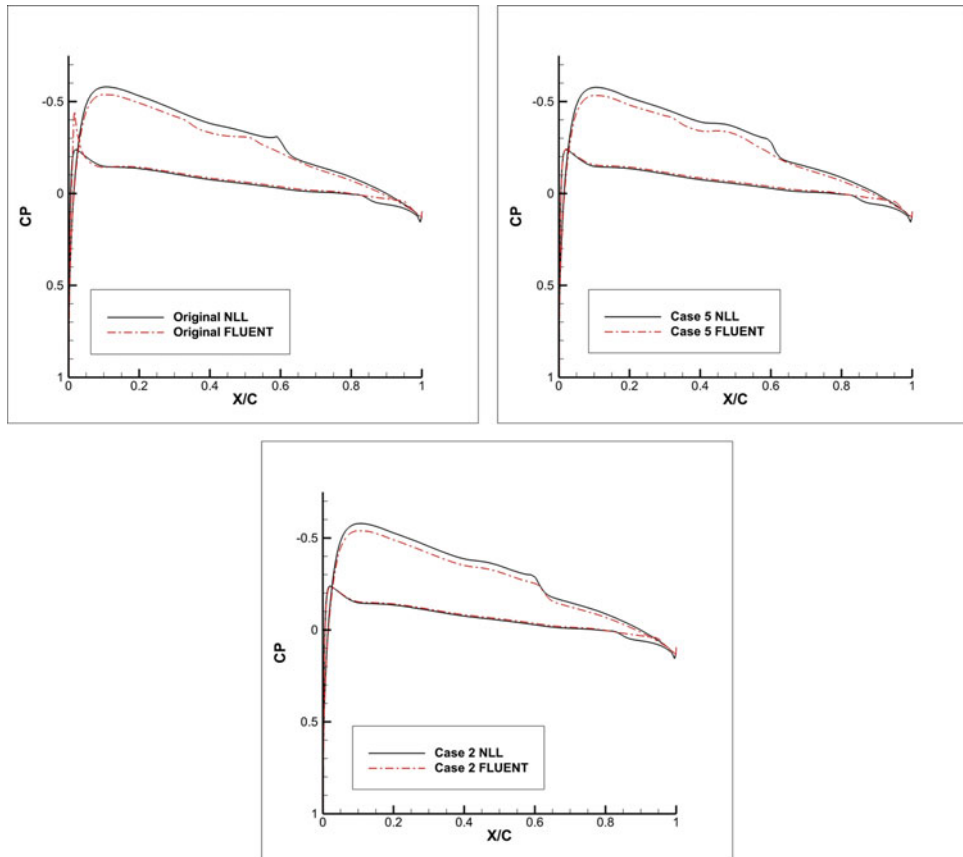 -0.5
0
0.5
1
CP
0
0.2
0.4
0.6
0.8
1
X/C
Original NLL
Original FLUENT
-0.5
0
0.5
1
CP
0
0.2
0.4
0.6
0.8
1
X/C
Case 5 NLL
Case 5 FLUENT
-0.5
0
0.5
1
CP
0
0.2
0.4
0.6
0.8
1
X/C
Case 2 NLL
Case 2 FLUENT